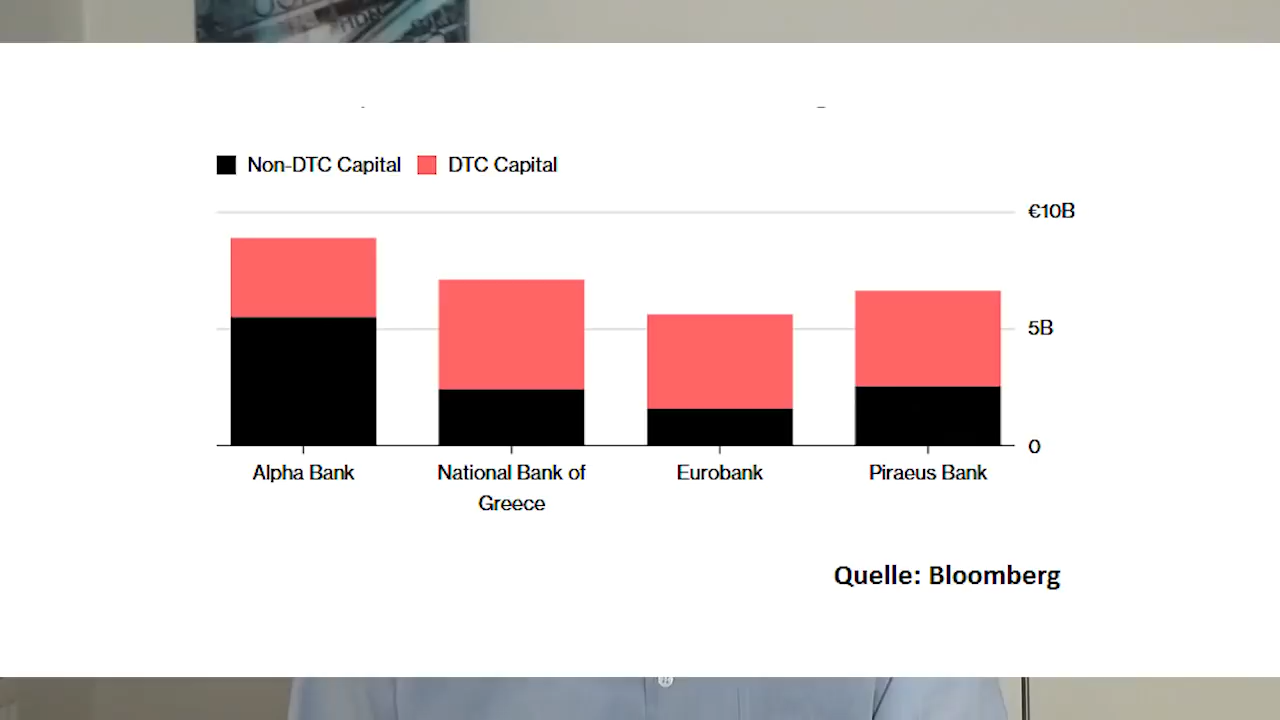 Non-DTC Capital DTC Capital
€10B
5B
0
Alpha Bank National Bank of Greece Eurobank Piraeus Bank
Quelle: Bloomberg